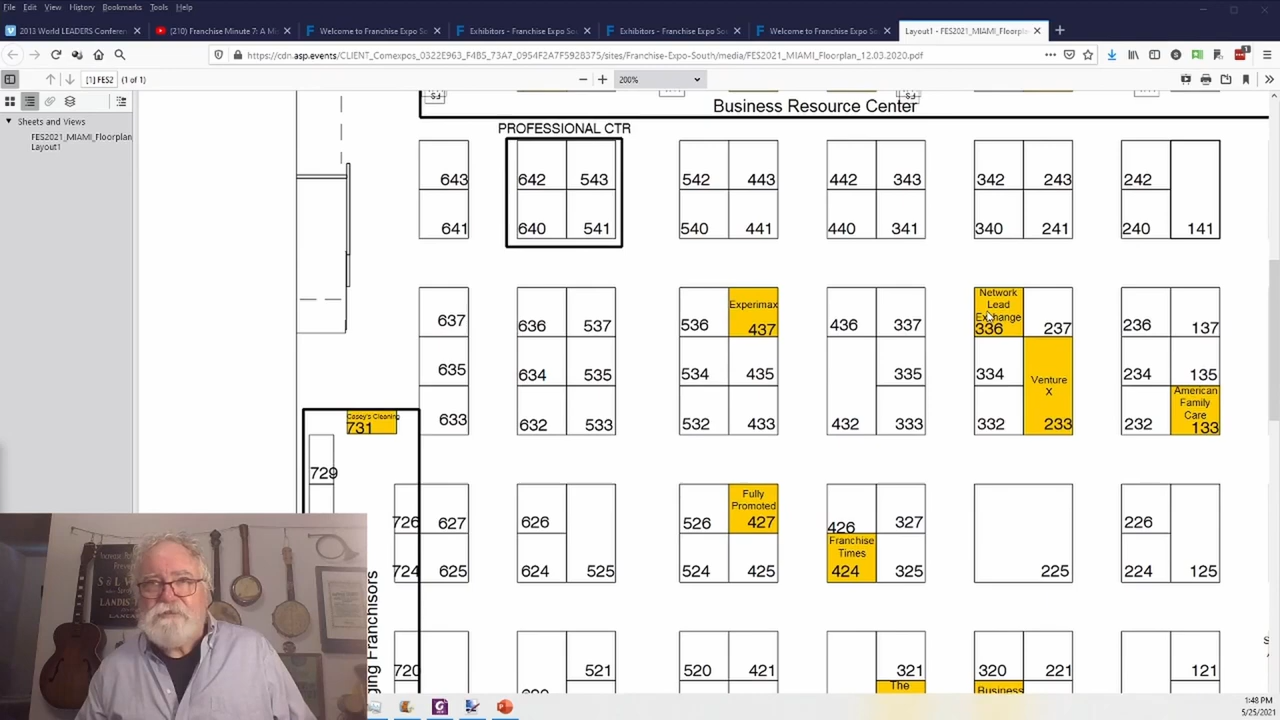 File Edit View History Bookmarks Tools Help
2013 World LEADERS Conferen
(210) Franchise Minute 7: A Mi
Welcome to Franchise Expo So
Exhibitors - Franchise Expo Sou
Exhibitors - Franchise Expo Sou
Welcome to Franchise Expo So
Layout1 - FES2021_MIAMI_Floorplan
https://cdn.asp.events/CLIENT_Comexpos_0322E963_F4B5_73A7_0954F2A7F5928375/sites/Franchise-Expo-South/media/FES2021_MIAMI_Floorplan_12.03.2020.pdf
[1] FES2 (1 of 1)
200%
Sheets and Views
FES2021_MIAMI_Floorplan
Layout1
Business Resource Center
PROFESSIONAL CTR
643 642 543 542 443 442 343 342 243 242
641 640 541 540 441 440 341 340 241 240 141
Network
Lead
Exchange
Experimax
637 636 537 536 437 436 337 336 237 236 137
635 634 535 534 435 335 334 234 135
Venture
X
American
Family
Care
Casey's Cleaning
731
633 632 533 532 433 432 333 332 233 232 133
729
Fully
Promoted
726 627 626 526 427 426 327 226
Franchise
Times
724 625 624 525 524 425 424 325 225 224 125
ging Franchisors
720 521 520 421 321 320 221 121
The
Business
1:48 PM
5/25/2021